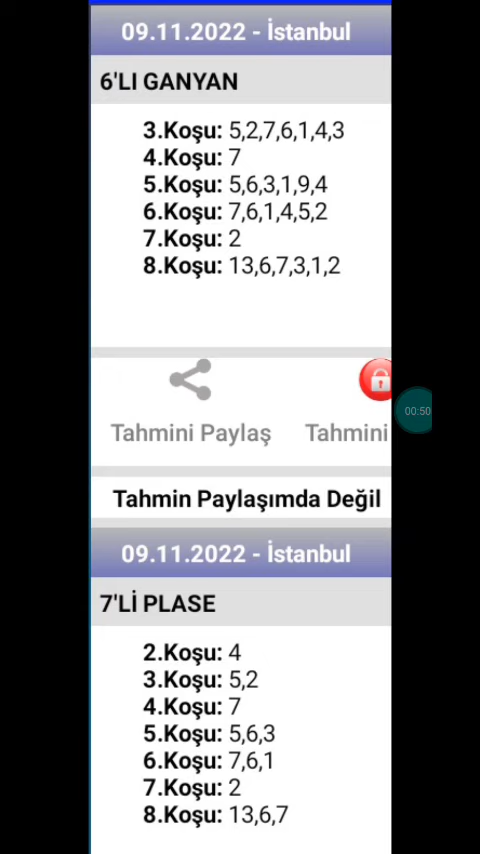 09.11.2022 - İstanbul
6'LI GANYAN
3.Koşu: 5,2,7,6,1,4,3
4.Koşu: 7
5.Koşu: 5,6,3,1,9,4
6.Koşu: 7,6,1,4,5,2
7.Koşu: 2
8.Koşu: 13,6,7,3,1,2
00:50
Tahmini Paylaş Tahmini
Tahmin Paylaşımda Değil
09.11.2022 - İstanbul
7'Lİ PLASE
2.Koşu: 4
3.Koşu: 5,2
4.Koşu: 7
5.Koşu: 5,6,3
6.Koşu: 7,6,1
7.Koşu: 2
8.Koşu: 13,6,7